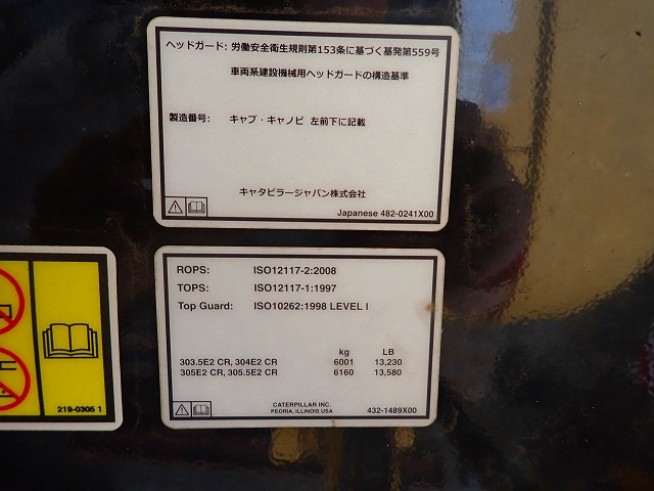 ヘッドガード: 労働安全衛生規則第153条に基づく基発第559号
車両系建設機械用ヘッドガードの構造基準
製造番号: キャブ・キャノピ 左前下に記載
キャタピラージャパン株式会社
Japanese 482-0241X00
ROPS: ISO12117-2:2008
TOPS: ISO12117-1:1997
Top Guard: ISO10262:1998 LEVEL I
kg LB
303.5E2 CR, 304E2 CR 6001 13,230
305E2 CR, 305.5E2 CR 6160 13,580
CATERPILLAR INC.
PEORIA, ILLINOIS USA
432-1489X00
219-0305 1